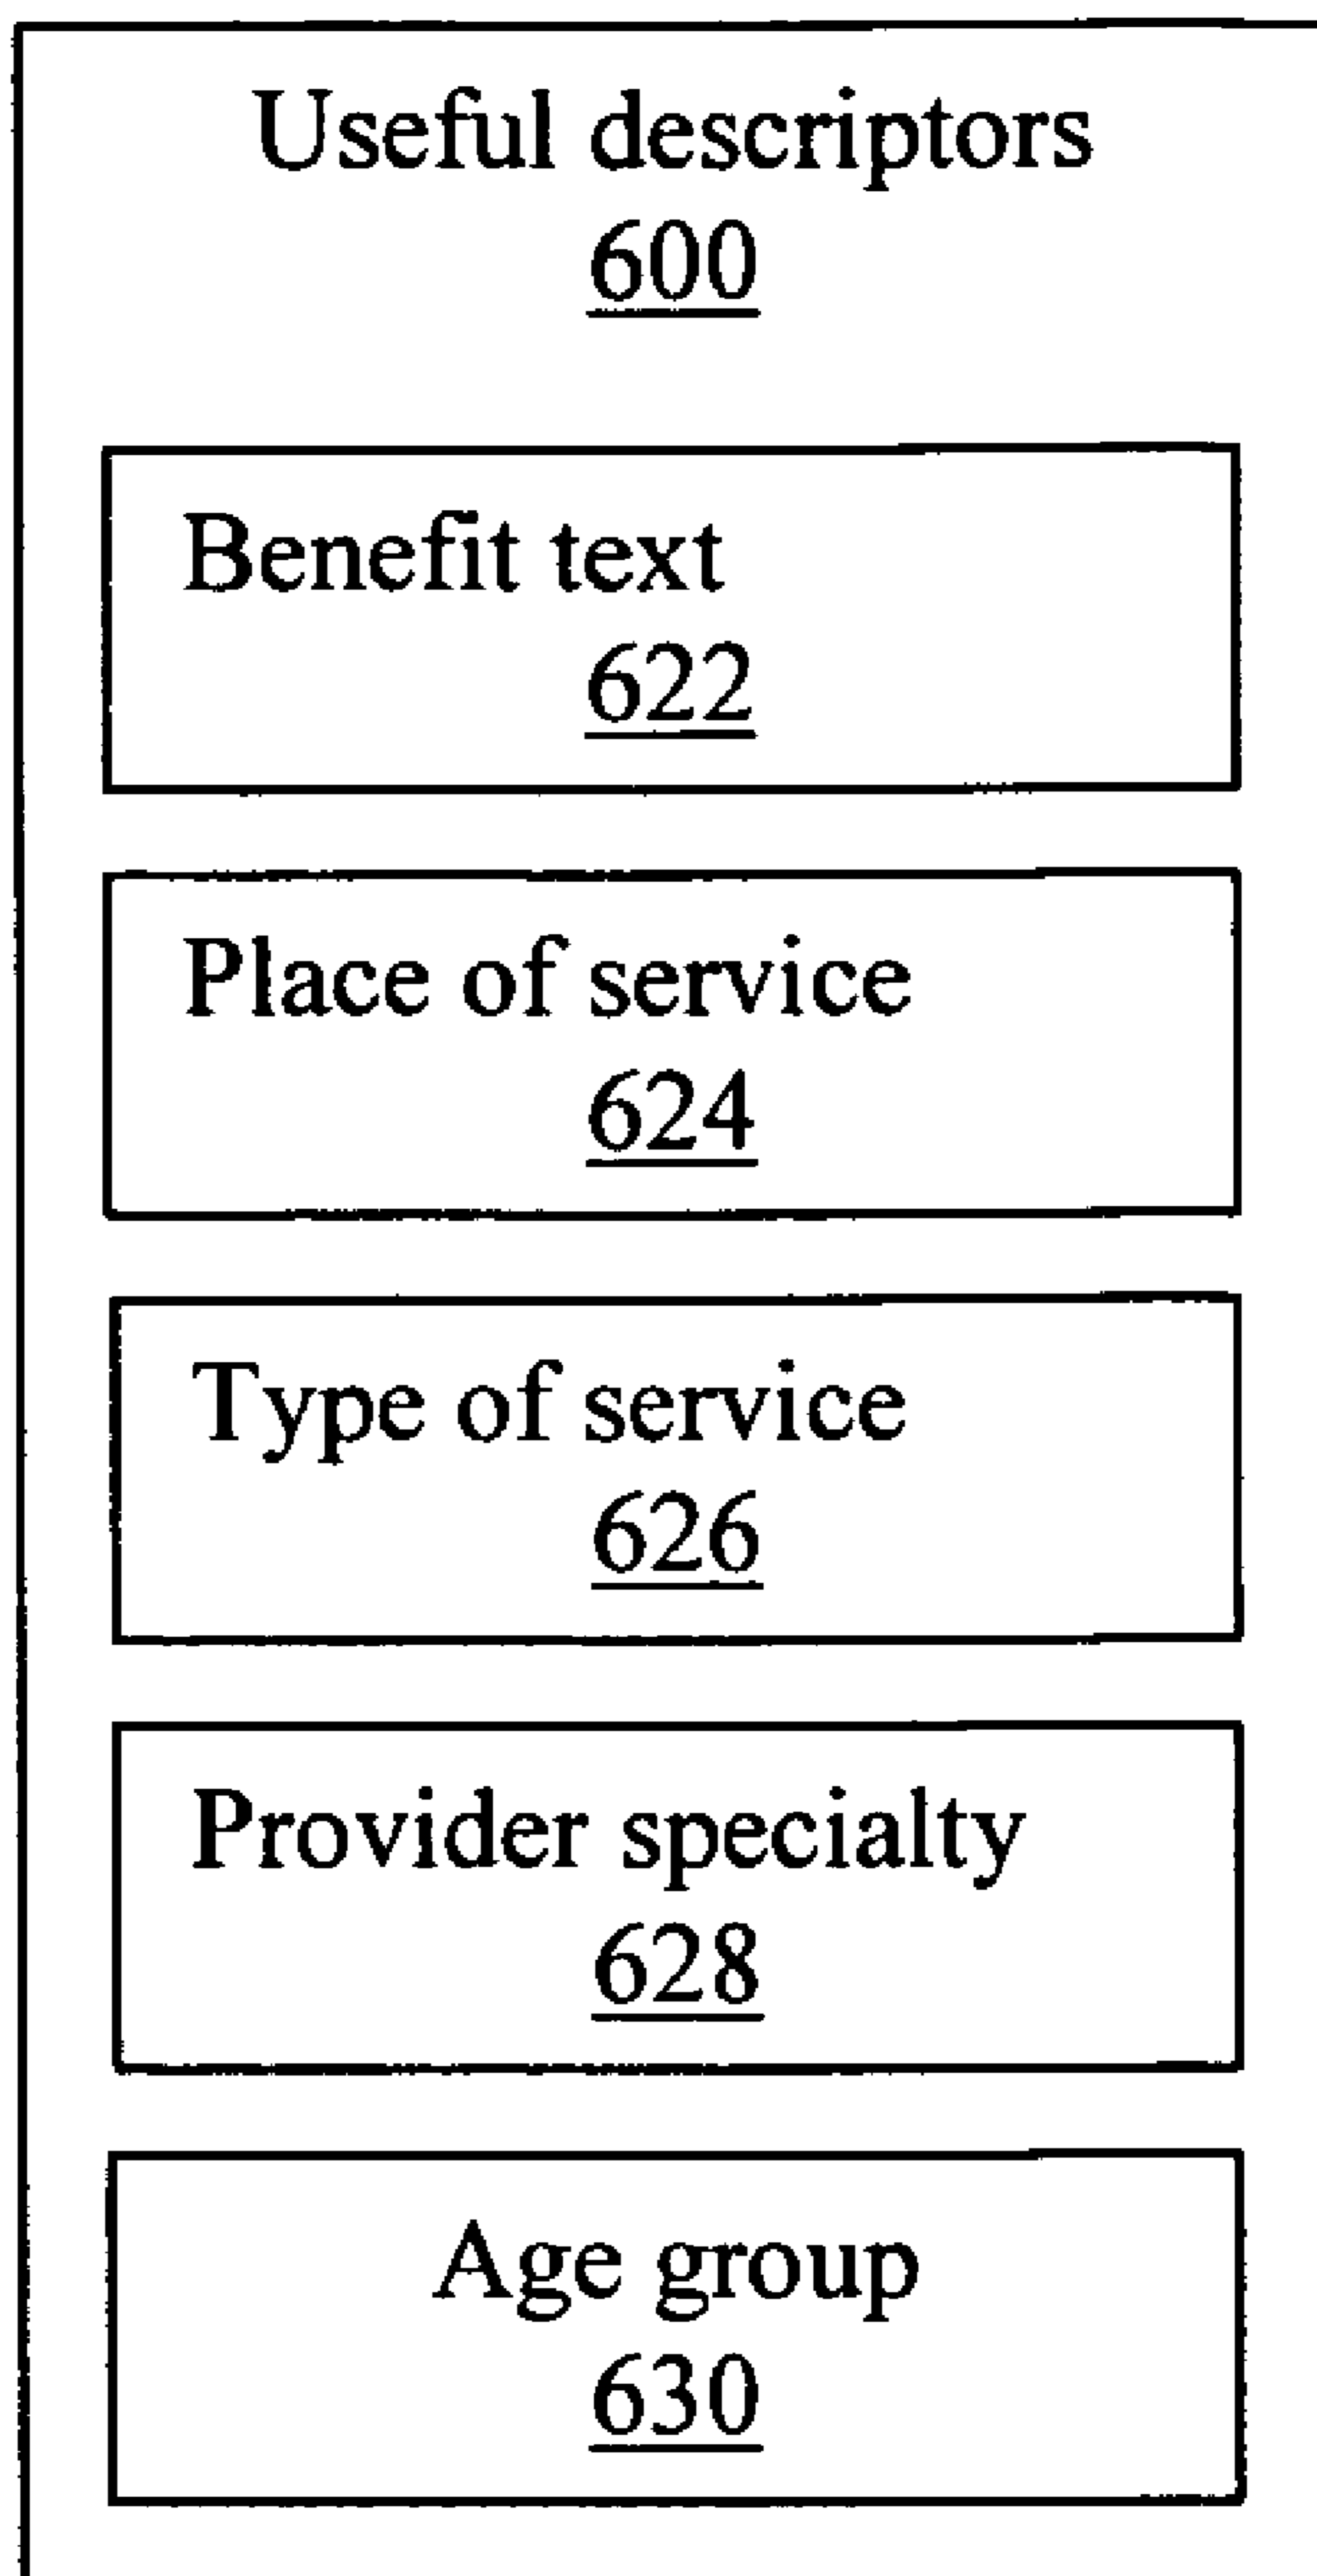 Useful descriptors
600
Benefit text
622
Place of service
624
Type of service
626
Provider specialty
628
Age group
630